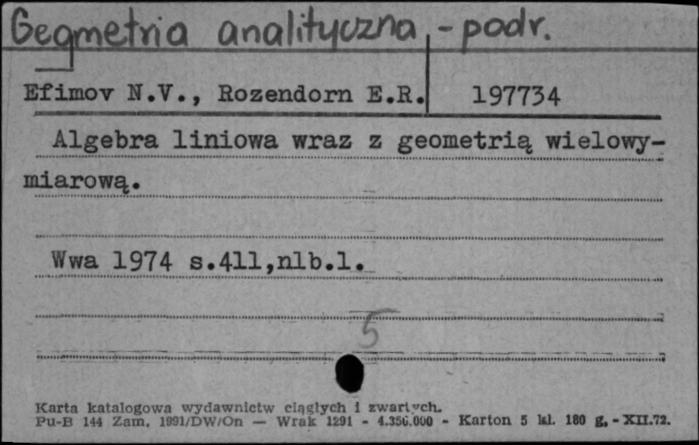 Geometria analityczna - podr.
Efimov N.V., Rozendorn E.R. 197734
Algebra liniowa wraz z geometrią wielowy-
miarową.
Wwa 1974 s.411,nlb.1.
5
Karta katalogowa wydawnictw ciągłych i zwartych.
Pu-B 144 Zam. 1991/DW/On — Wrak 1291 - 4.350.000 - Karton 5 kl. 180 g. - XII.72.